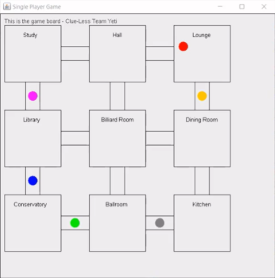 Single Player Game
This is the game board - Clue-Less Team Yeti
Study
Hall
Lounge
Library
Billiard Room
Dining Room
Conservatory
Ballroom
Kitchen